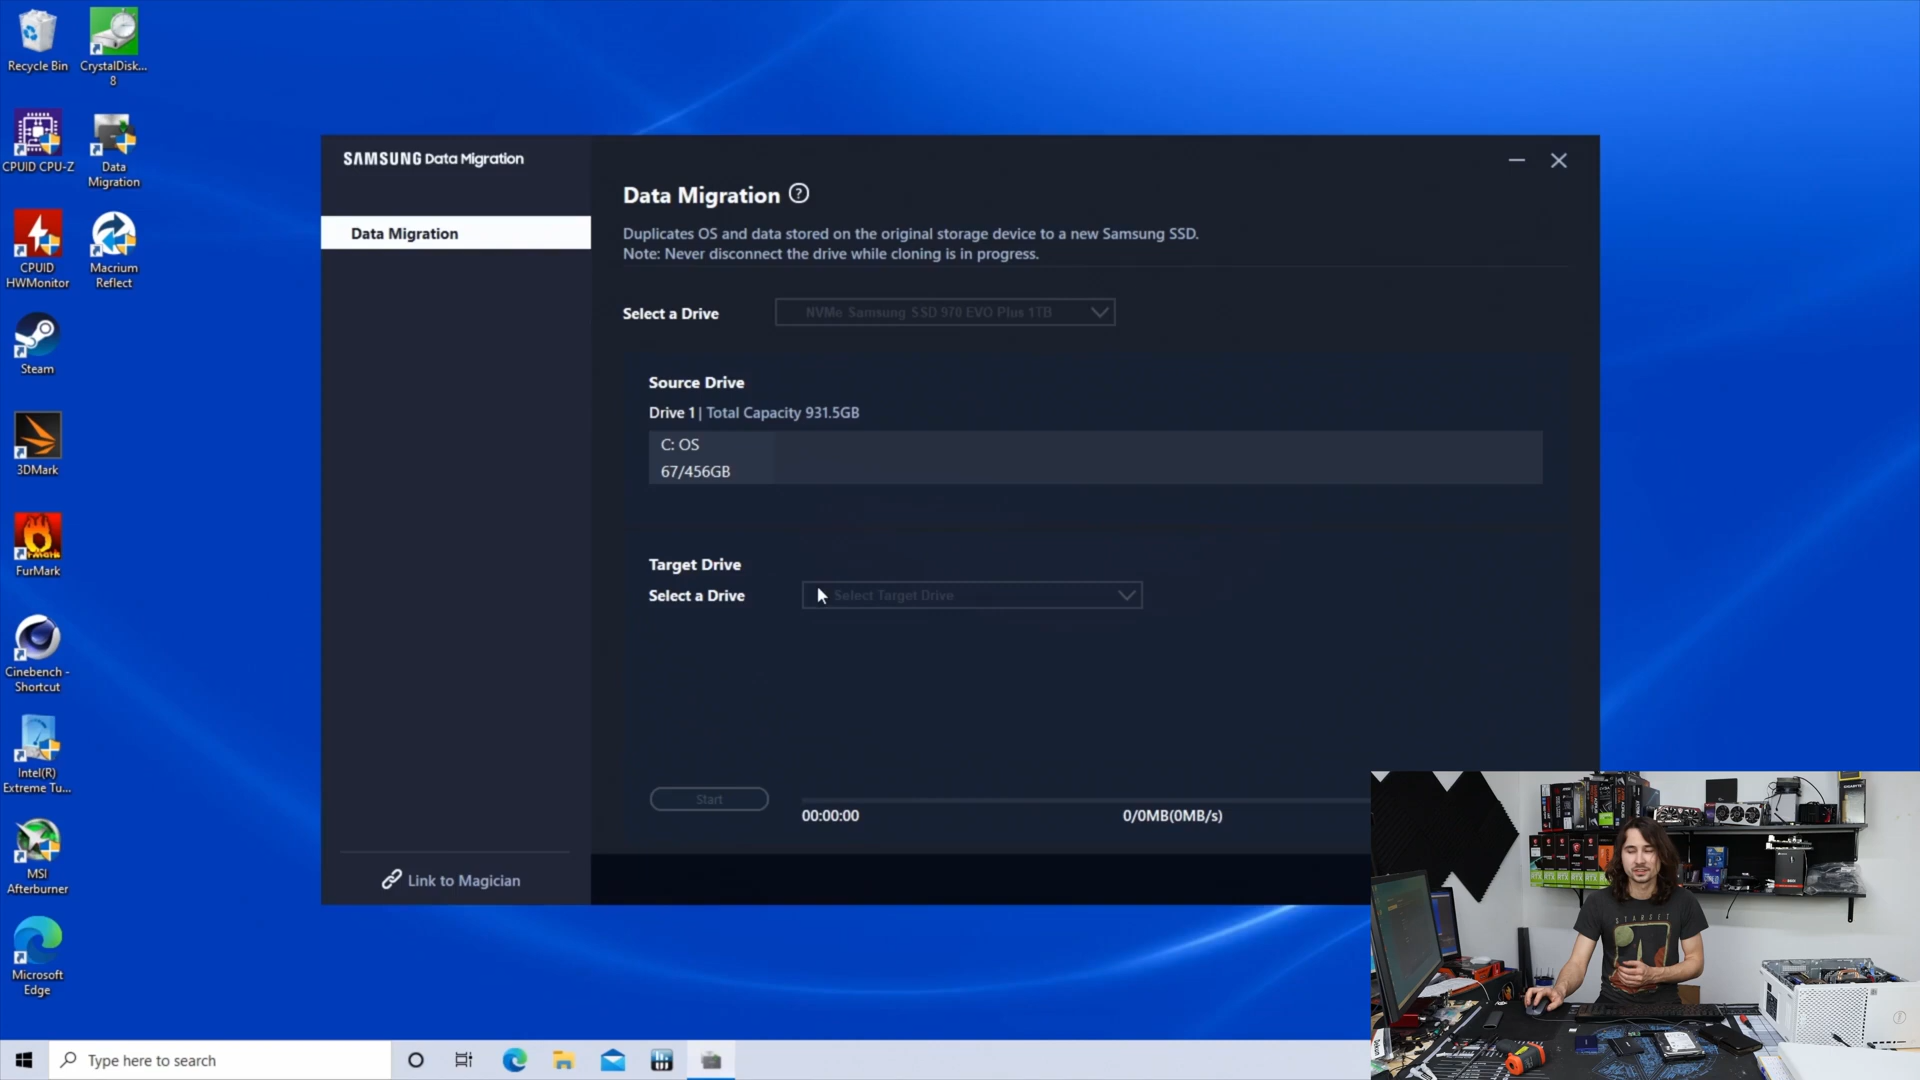 Recycle Bin
CrystalDisk...
8
CPUID CPU-Z
Data
Migration
CPUID
HWMonitor
Macrium
Reflect
Steam
3DMark
FurMark
Cinebench -
Shortcut
Intel(R)
Extreme Tu...
MSI
Afterburner
Microsoft
Edge
SAMSUNG Data Migration
Data Migration
Link to Magician
Data Migration ?
Duplicates OS and data stored on the original storage device to a new Samsung SSD.
Note: Never disconnect the drive while cloning is in progress.
Select a Drive
NVMe Samsung SSD 970 EVO Plus 1TB
Source Drive
Drive 1 | Total Capacity 931.5GB
C: OS
67/456GB
Target Drive
Select a Drive
Select Target Drive
Start
00:00:00
0/0MB(0MB/s)
STARSET
Type here to search